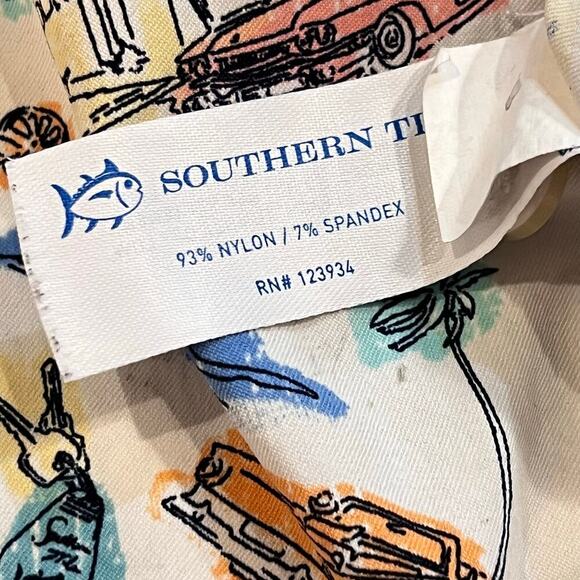 SOUTHERN TI
93% NYLON / 7% SPANDEX
RN# 123934